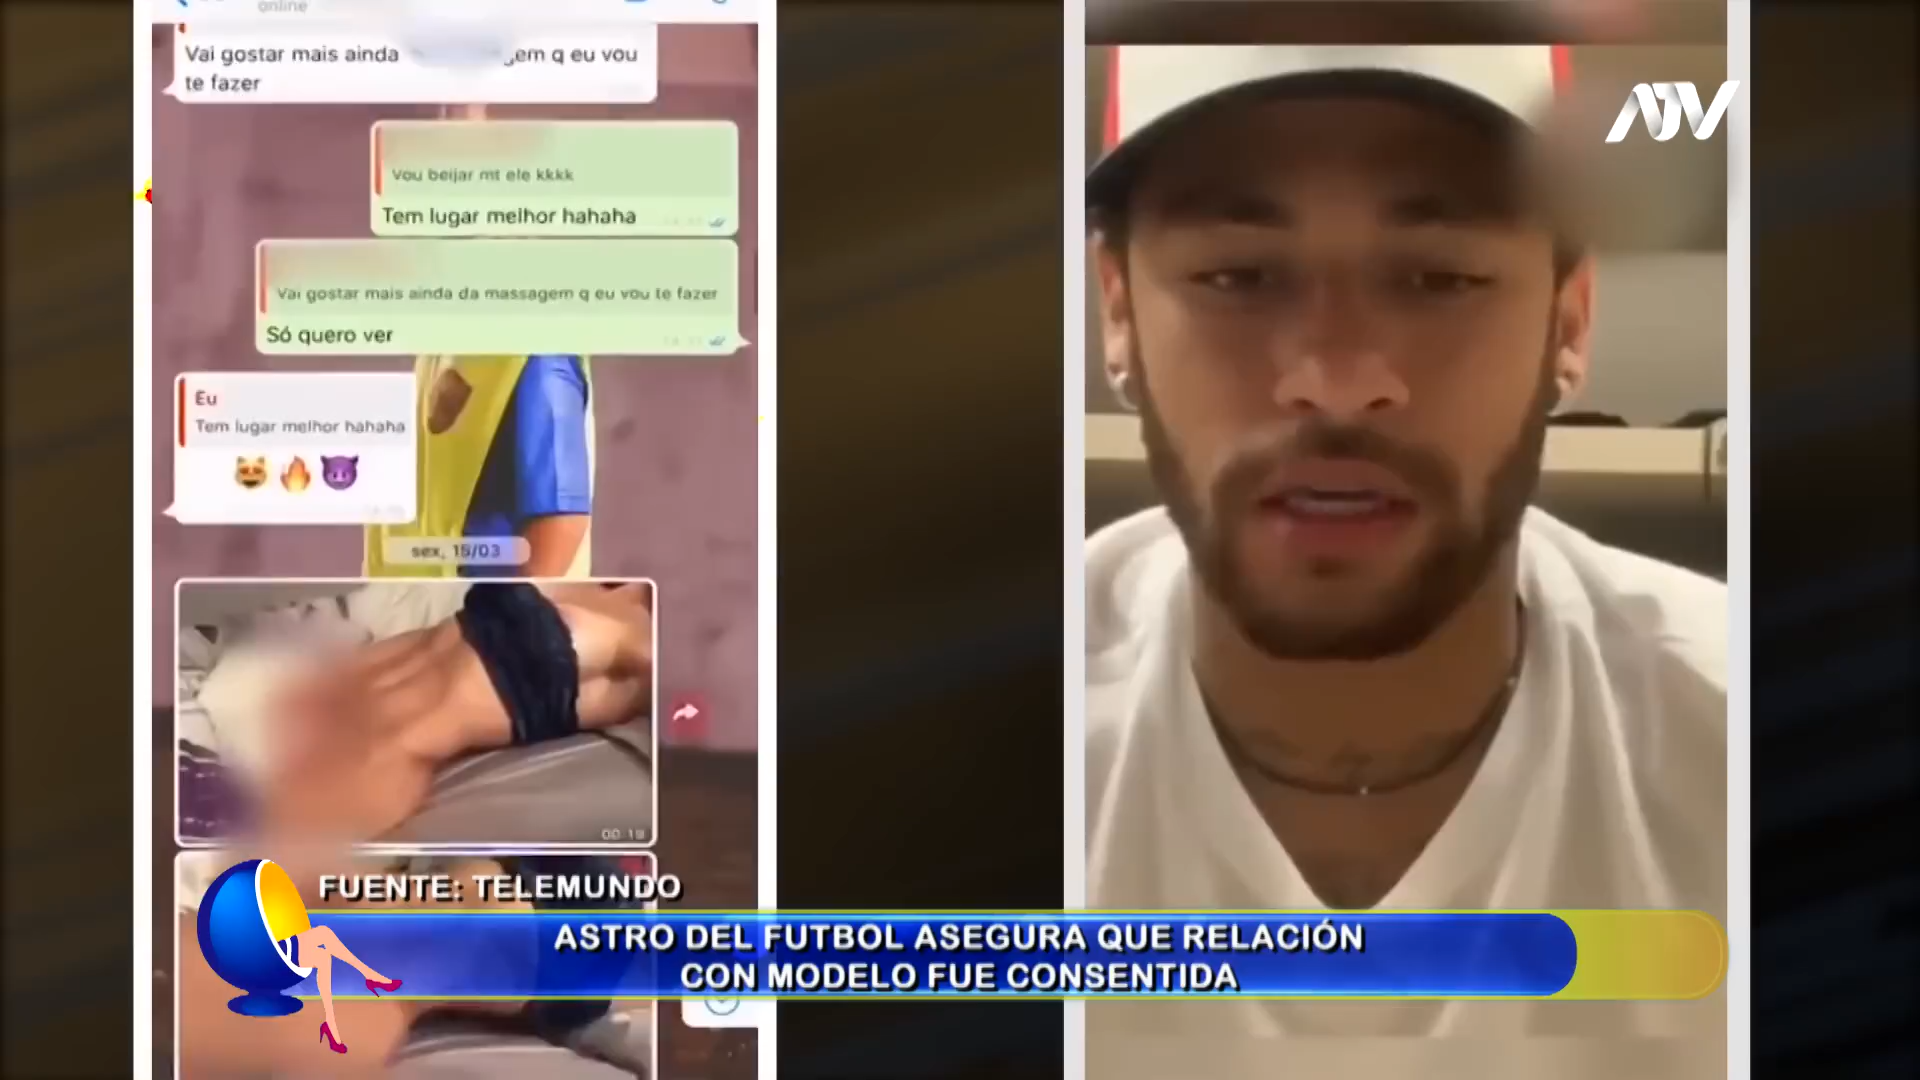 online
Vai gostar mais ainda
gem q eu vou
te fazer
Vou beijar mt ele kkkk
Tem lugar melhor hahaha
Vai gostar mais ainda da massagem q eu vou te fazer
Só quero ver
Eu
Tem lugar melhor hahaha
sex, 15/03
00:19
ATV
FUENTE: TELEMUNDO
ASTRO DEL FUTBOL ASEGURA QUE RELACIÓN
CON MODELO FUE CONSENTIDA